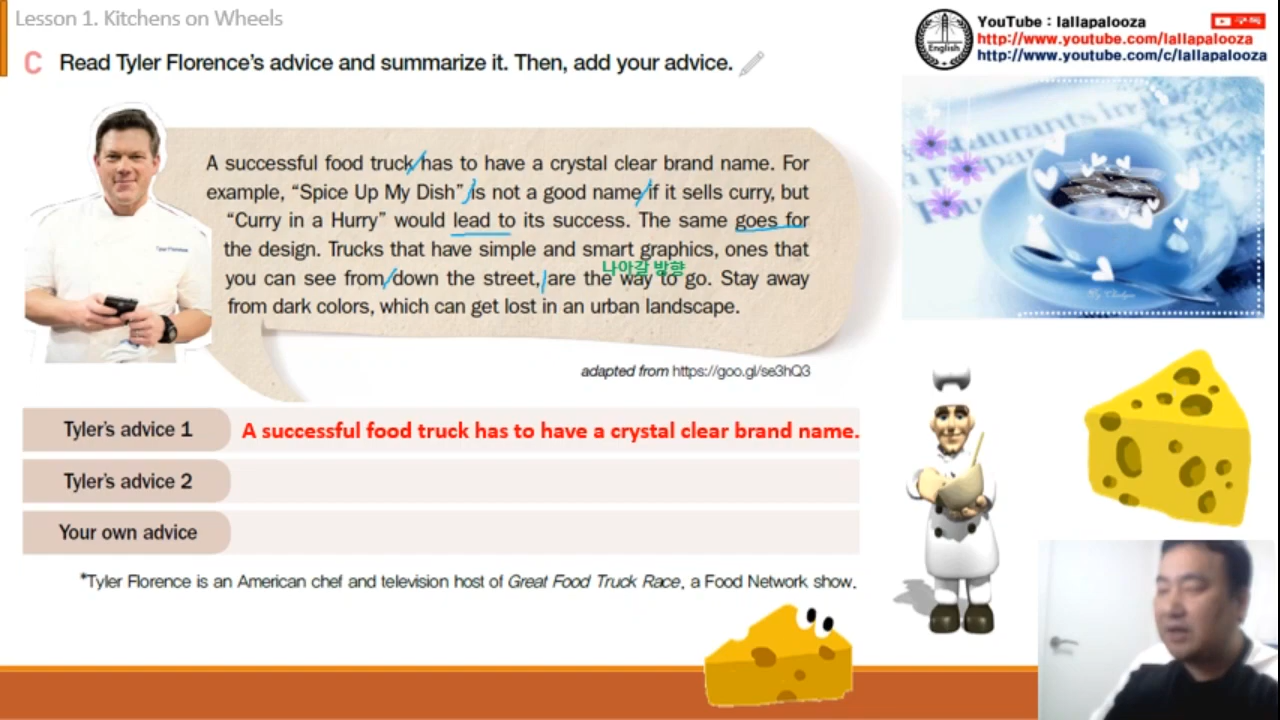 Lesson 1. Kitchens on Wheels
YouTube : lallapalooza
구독
http://www.youtube.com/lallapalooza
http://www.youtube.com/c/lallapalooza
English
C Read Tyler Florence's advice and summarize it. Then, add your advice.
A successful food truck has to have a crystal clear brand name. For
example, “Spice Up My Dish” is not a good name if it sells curry, but
“Curry in a Hurry” would lead to its success. The same goes for
the design. Trucks that have simple and smart graphics, ones that
나아갈 방향
you can see from down the street, are the way to go. Stay away
from dark colors, which can get lost in an urban landscape.
Tyler Florence
adapted from https://goo.gl/se3hQ3
Tyler's advice 1 A successful food truck has to have a crystal clear brand name.
Tyler's advice 2
Your own advice
*Tyler Florence is an American chef and television host of Great Food Truck Race, a Food Network show.